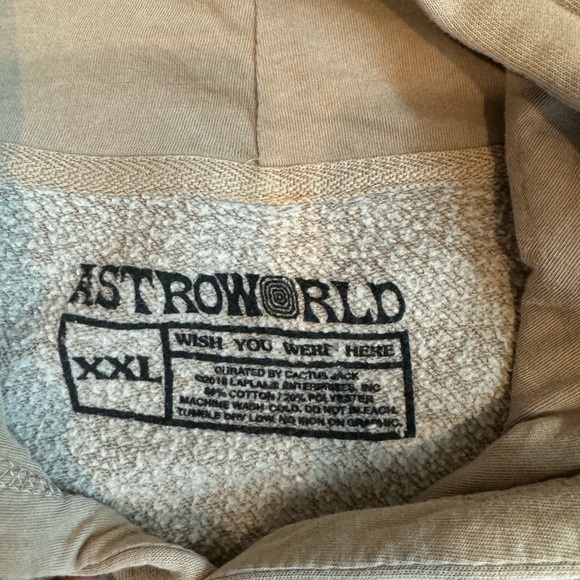 ASTROWORLD
XXL
WISH YOU WERE HERE
CURATED BY CACTUS JACK
©2018 LAFLAME ENTERPRISES, INC
80% COTTON / 20% POLYESTER
MACHINE WASH COLD. DO NOT BLEACH.
TUMBLE DRY LOW. NO IRON ON GRAPHIC.